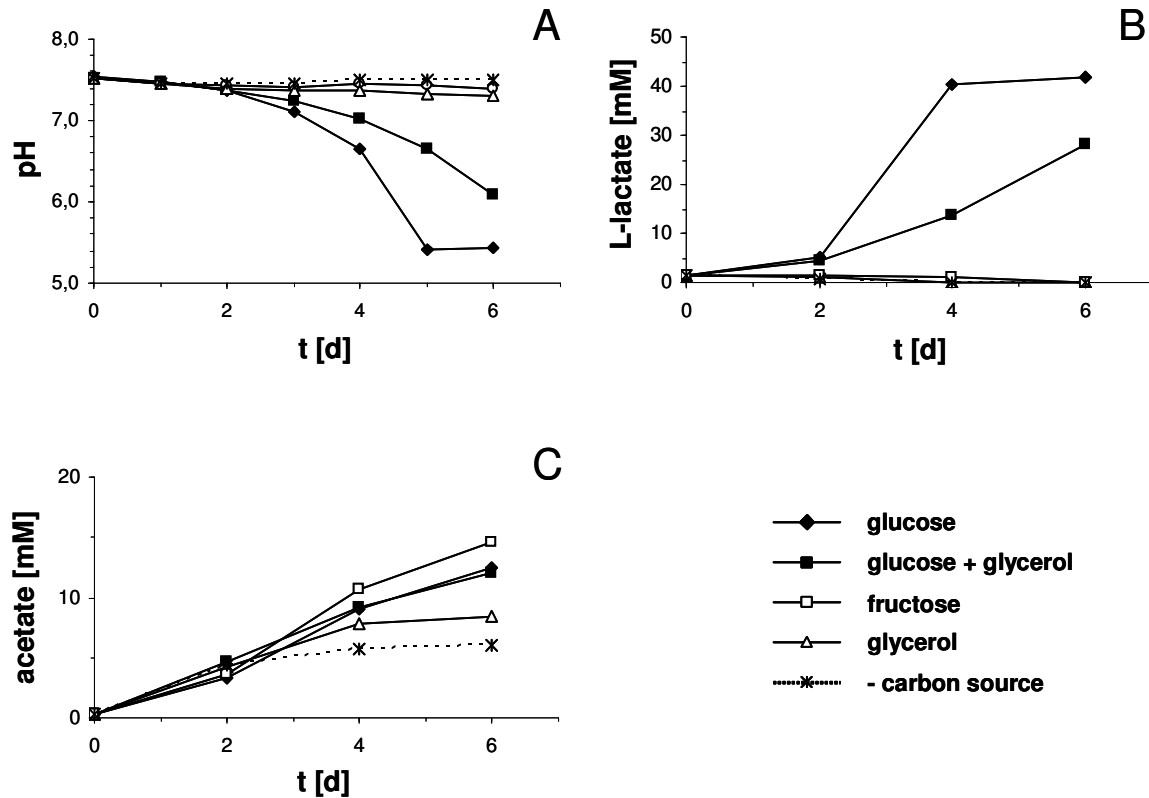 A
8,0
7,0
6,0
5,0
pH
0 2 4 6
t [d]
B
50
40
30
20
10
0
L-lactate [mM]
0 2 4 6
t [d]
C
20
10
0
acetate [mM]
0 2 4 6
t [d]
glucose
glucose + glycerol
fructose
glycerol
- carbon source